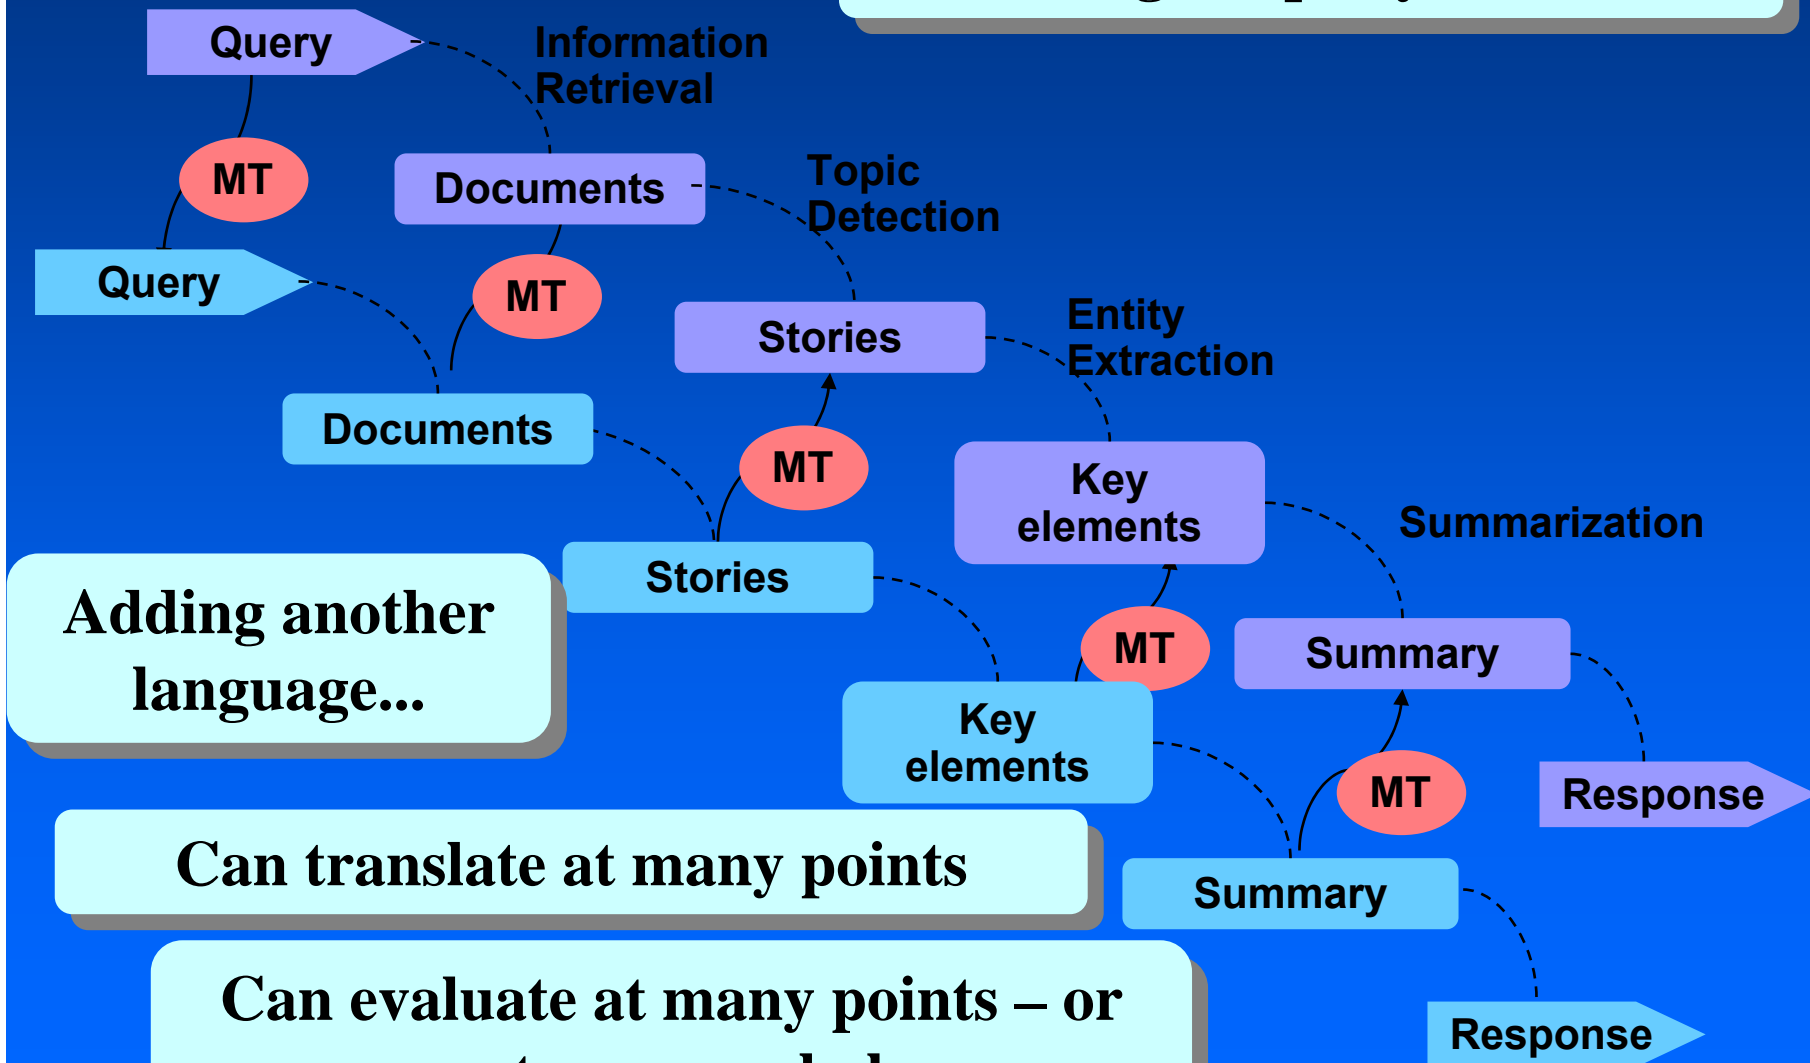 Query
Information
Retrieval
MT
Documents
Topic
Detection
Query
MT
Stories
Entity
Extraction
Documents
MT
Key
elements
Summarization
Stories
Adding another
language...
MT
Summary
Key
elements
MT
Response
Can translate at many points
Summary
Can evaluate at many points – or
Response